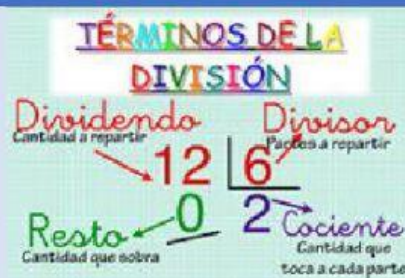 TÉRMINOS DE LA
DIVISIÓN
Dividendo
Cantidad a repartir
Divisor
Partes a repartir
12 6
0 2
Resto
Cantidad que sobra
Cociente
Cantidad que
toca a cada parte